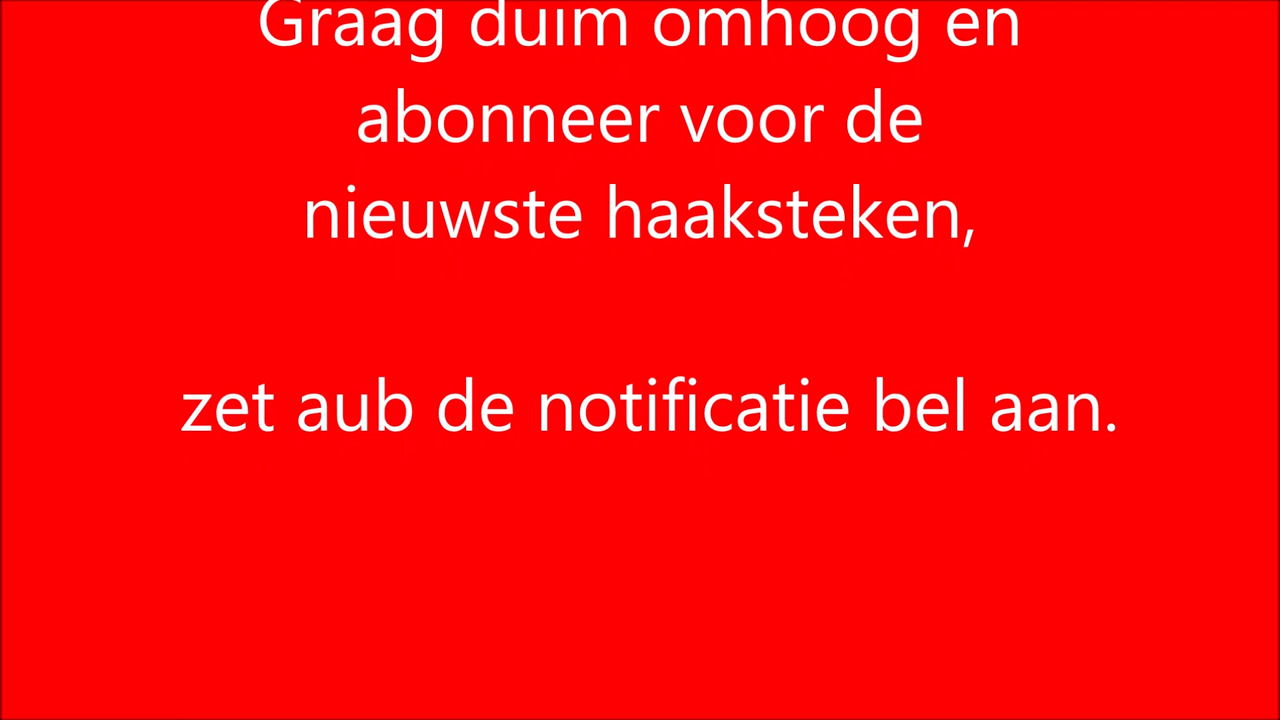 Graag duim omhoog en
abonneer voor de
nieuwste haaksteken,
zet aub de notificatie bel aan.